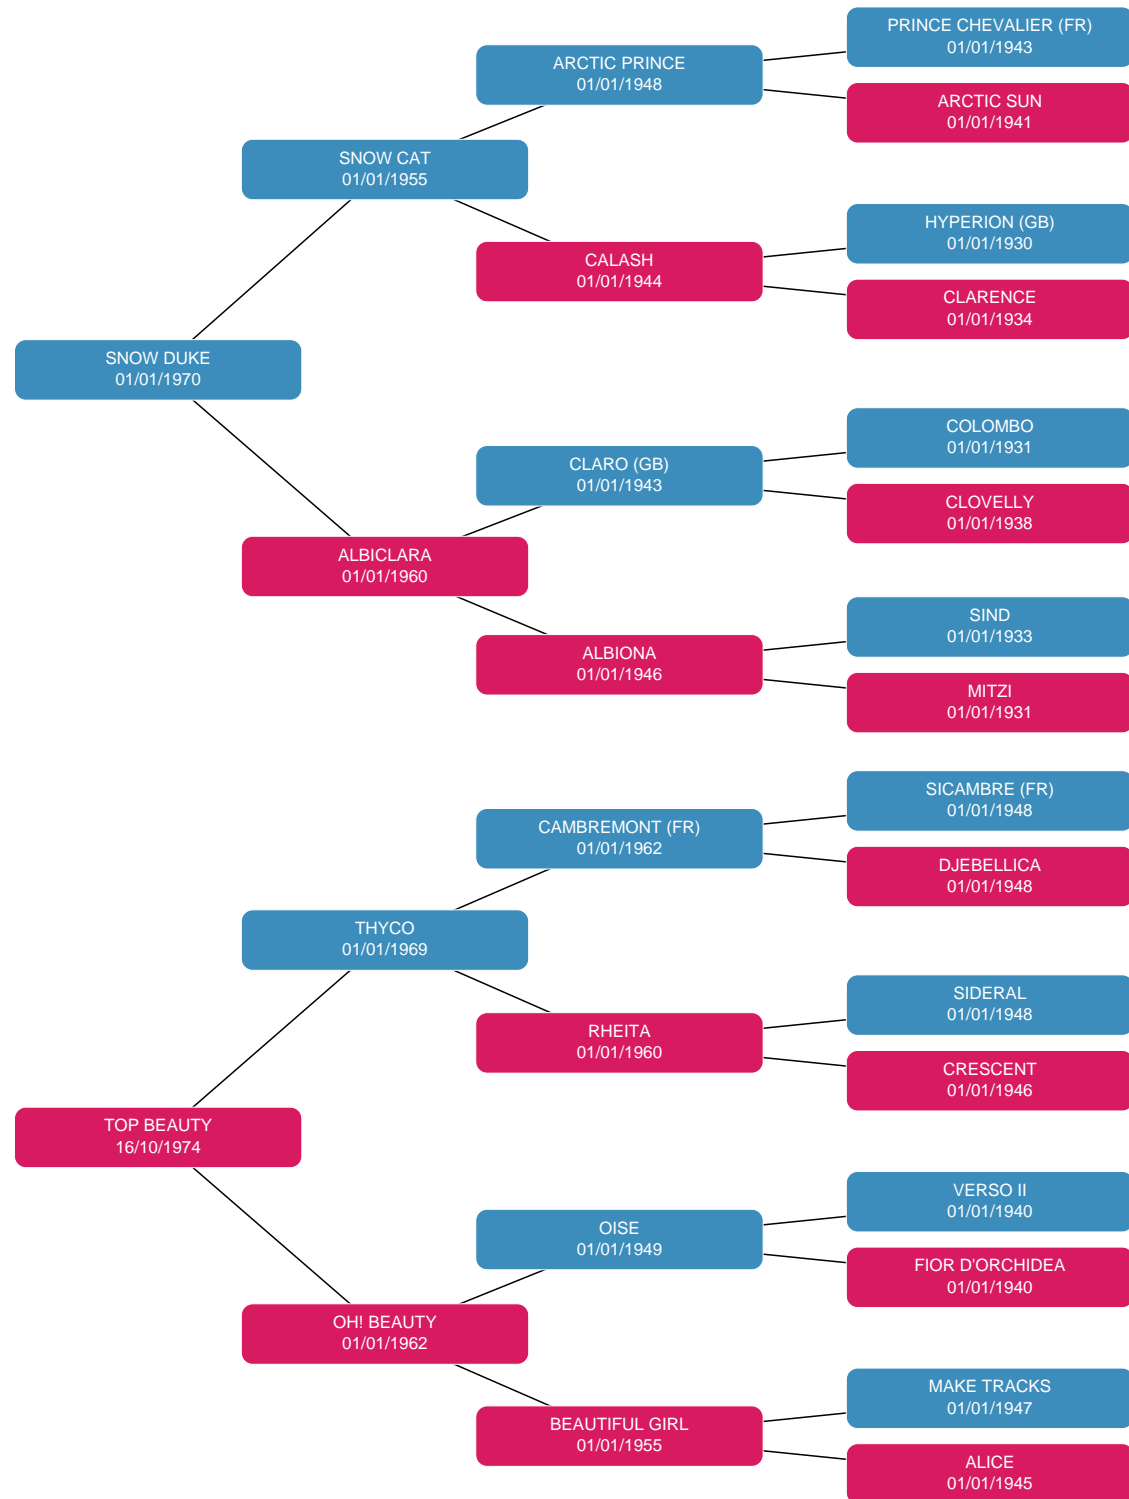 PRINCE CHEVALIER (FR)
01/01/1943
ARCTIC PRINCE
01/01/1948
ARCTIC SUN
01/01/1941
SNOW CAT
01/01/1955
HYPERION (GB)
01/01/1930
CALASH
01/01/1944
CLARENCE
01/01/1934
SNOW DUKE
01/01/1970
COLOMBO
01/01/1931
CLARO (GB)
01/01/1943
CLOVELLY
01/01/1938
ALBICLARA
01/01/1960
SIND
01/01/1933
ALBIONA
01/01/1946
MITZI
01/01/1931
SICAMBRE (FR)
01/01/1948
CAMBREMONT (FR)
01/01/1962
DJEBELLICA
01/01/1948
THYCO
01/01/1969
SIDERAL
01/01/1948
RHEITA
01/01/1960
CRESCENT
01/01/1946
TOP BEAUTY
16/10/1974
VERSO II
01/01/1940
OISE
01/01/1949
FIOR D'ORCHIDEA
01/01/1940
OH! BEAUTY
01/01/1962
MAKE TRACKS
01/01/1947
BEAUTIFUL GIRL
01/01/1955
ALICE
01/01/1945